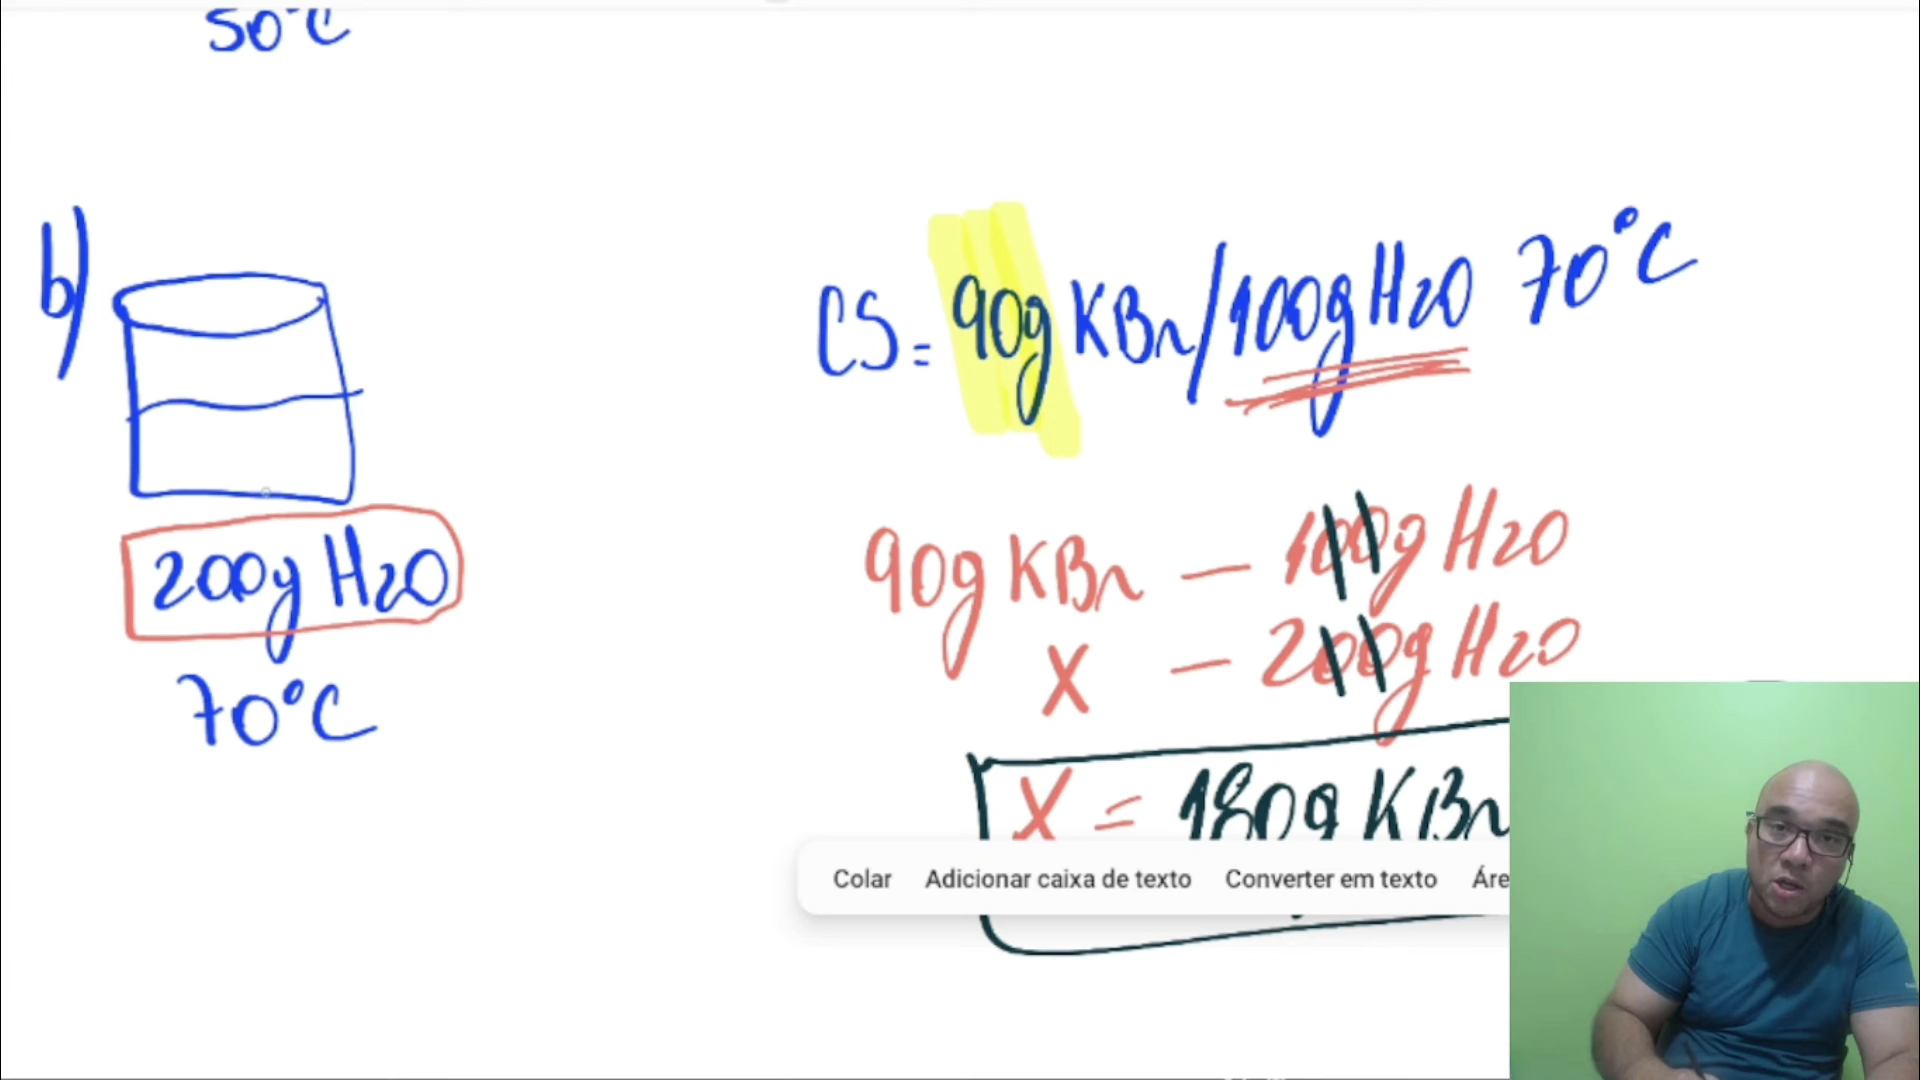 50°C
b)
200g H2O
70°C
CS = 90g KBr/100g H2O 70°C
90g KBr — 100g H2O
X — 200g H2O
X = 180g KBr
Colar Adicionar caixa de texto Converter em texto Áre